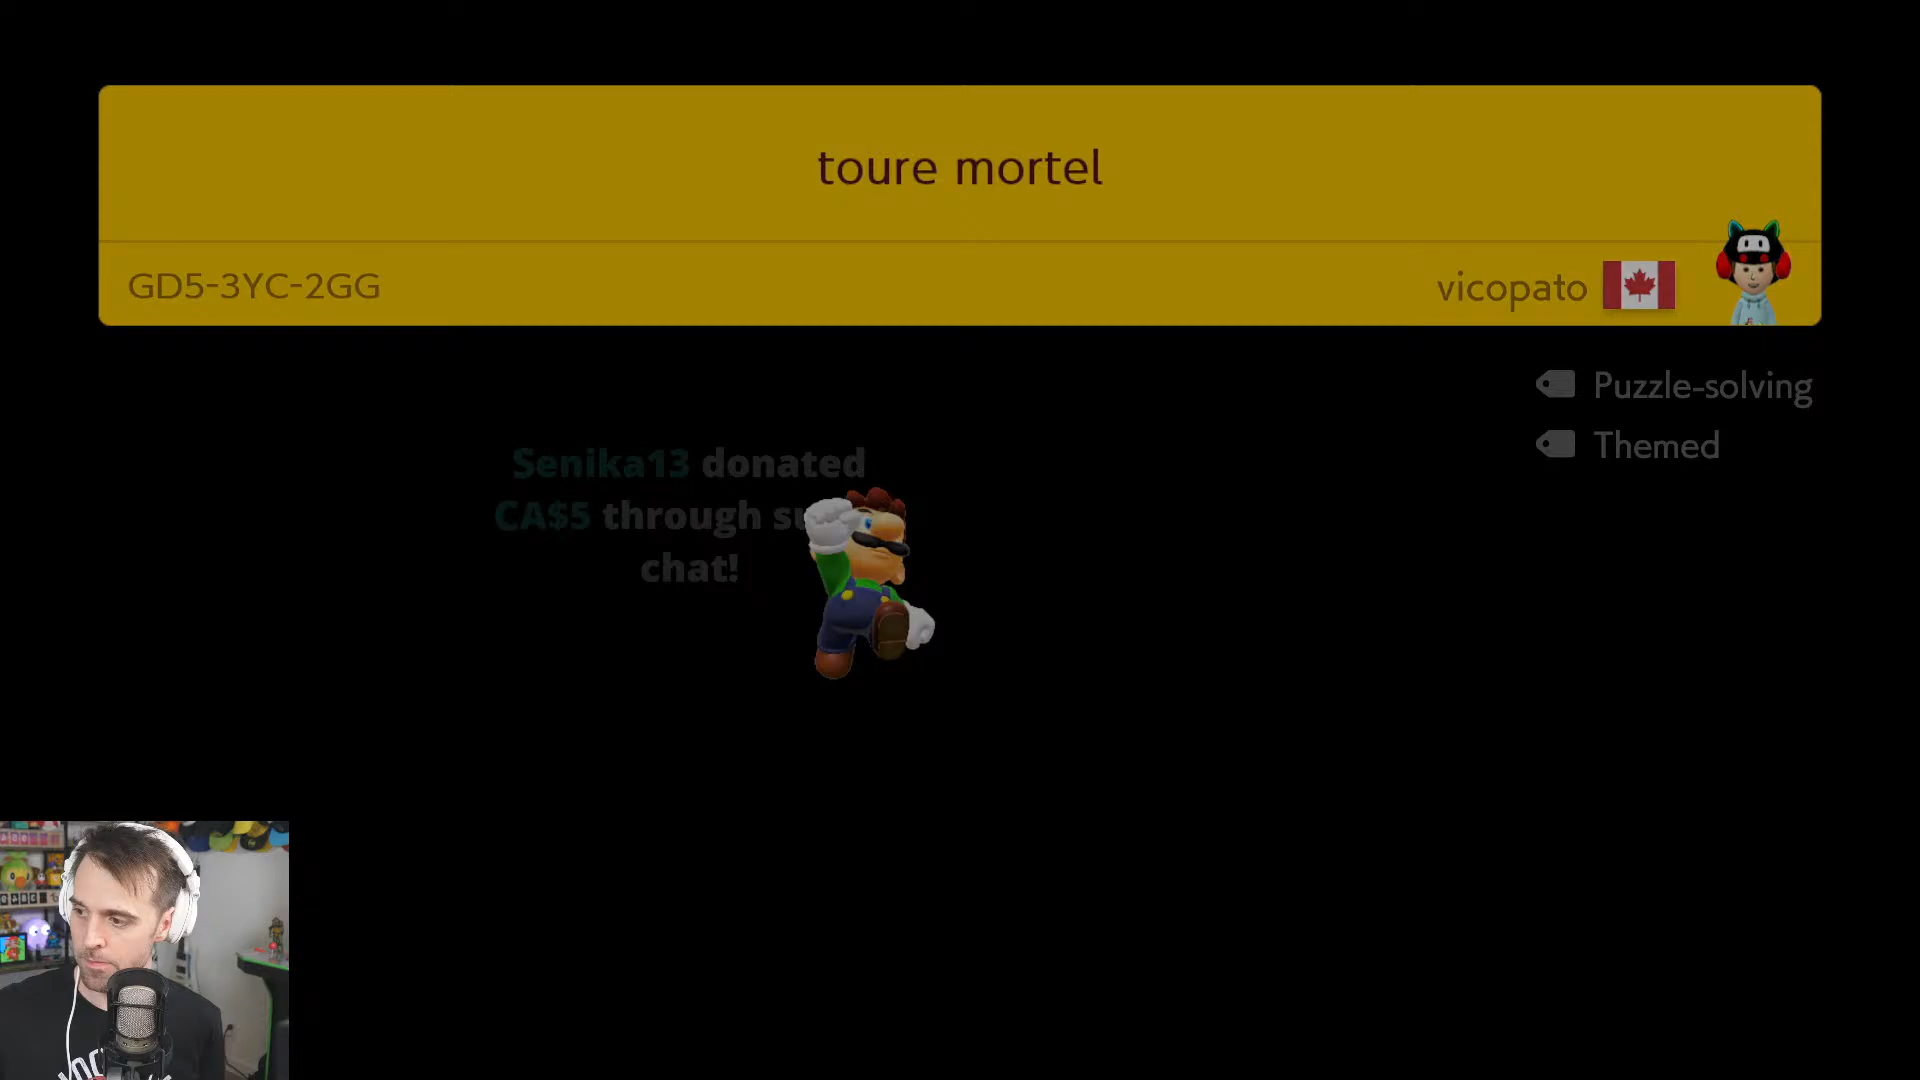 toure mortel
GD5-3YC-2GG
vicopato
Puzzle-solving
Themed
Senika13 donated
CA$5 through
chat!